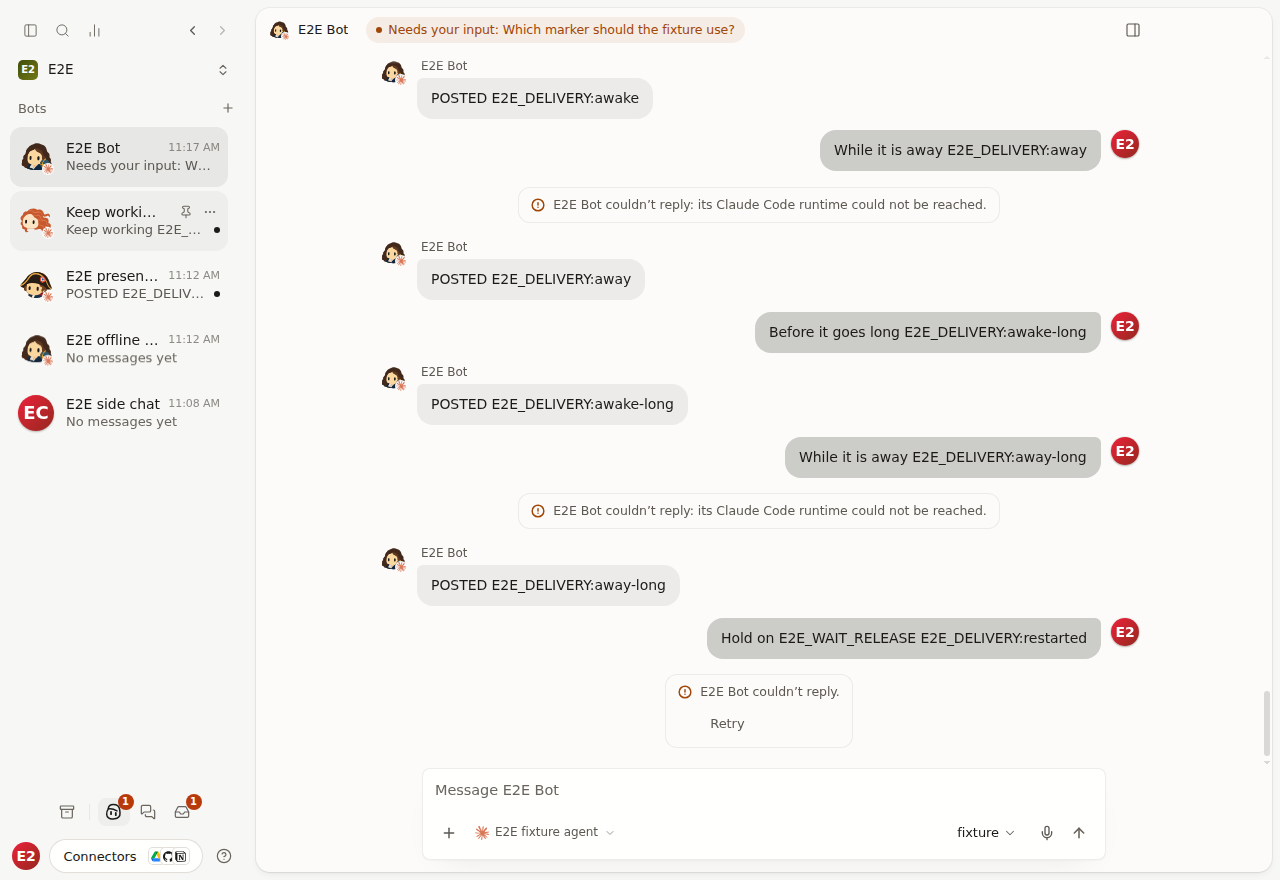 E2 E2E
Bots
E2E Bot 11:17 AM
Needs your input: W…
Keep worki…
Keep working E2E_…
E2E presen… 11:12 AM
POSTED E2E_DELIV…
E2E offline … 11:12 AM
No messages yet
EC E2E side chat 11:08 AM
No messages yet
1 1
E2 Connectors
E2E Bot Needs your input: Which marker should the fixture use?
E2E Bot
POSTED E2E_DELIVERY:awake
While it is away E2E_DELIVERY:away E2
E2E Bot couldn’t reply: its Claude Code runtime could not be reached.
E2E Bot
POSTED E2E_DELIVERY:away
Before it goes long E2E_DELIVERY:awake-long E2
E2E Bot
POSTED E2E_DELIVERY:awake-long
While it is away E2E_DELIVERY:away-long E2
E2E Bot couldn’t reply: its Claude Code runtime could not be reached.
E2E Bot
POSTED E2E_DELIVERY:away-long
Hold on E2E_WAIT_RELEASE E2E_DELIVERY:restarted E2
E2E Bot couldn’t reply.
Retry
Message E2E Bot
E2E fixture agent fixture